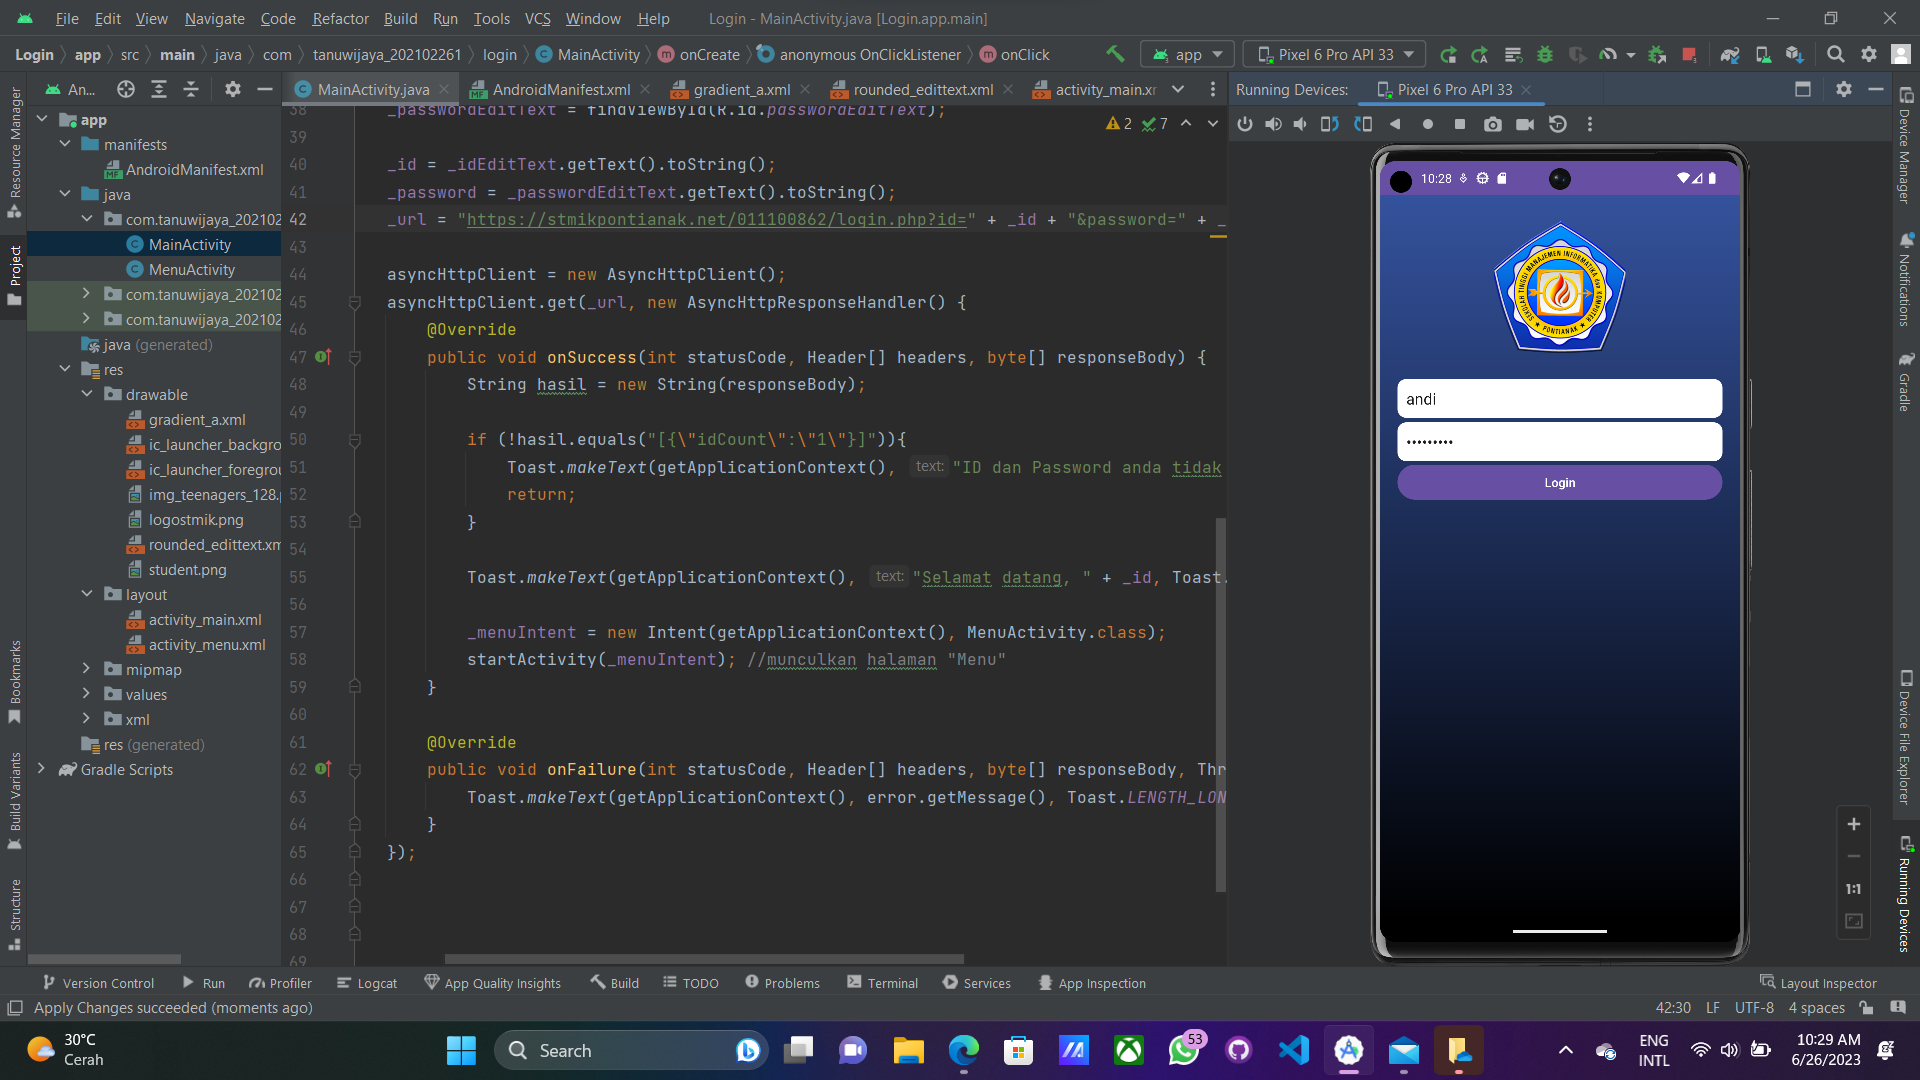 File Edit View Navigate Code Refactor Build Run Tools VCS Window Help Login - MainActivity.java [Login.app.main]
Login app src main java com tanuwijaya_202102261 login MainActivity onCreate anonymous OnClickListener onClick app Pixel 6 Pro API 33
An... MainActivity.java AndroidManifest.xml gradient_a.xml rounded_edittext.xml activity_main.xr Running Devices: Pixel 6 Pro API 33
Resource Manager
Project
Bookmarks
Build Variants
Structure
app
manifests
AndroidManifest.xml
java
com.tanuwijaya_202102
MainActivity
MenuActivity
com.tanuwijaya_202102
com.tanuwijaya_202102
java (generated)
res
drawable
gradient_a.xml
ic_launcher_backgro
ic_launcher_foregrou
img_teenagers_128.p
logostmik.png
rounded_edittext.xm
student.png
layout
activity_main.xml
activity_menu.xml
mipmap
values
xml
res (generated)
Gradle Scripts
2 7
38 _passwordEditText = findViewById(R.id.passwordEditText);
39
40 _id = _idEditText.getText().toString();
41 _password = _passwordEditText.getText().toString();
42 _url = "https://stmikpontianak.net/011100862/login.php?id=" + _id + "&password=" + _
43
44 asyncHttpClient = new AsyncHttpClient();
45 asyncHttpClient.get(_url, new AsyncHttpResponseHandler() {
46 @Override
47 public void onSuccess(int statusCode, Header[] headers, byte[] responseBody) {
48 String hasil = new String(responseBody);
49
50 if (!hasil.equals("[{\"idCount\":\"1\"}]")){
51 Toast.makeText(getApplicationContext(), text: "ID dan Password anda tidak
52 return;
53 }
54
55 Toast.makeText(getApplicationContext(), text: "Selamat datang, " + _id, Toast.
56
57 _menuIntent = new Intent(getApplicationContext(), MenuActivity.class);
58 startActivity(_menuIntent); //munculkan halaman "Menu"
59 }
60
61 @Override
62 public void onFailure(int statusCode, Header[] headers, byte[] responseBody, Thr
63 Toast.makeText(getApplicationContext(), error.getMessage(), Toast.LENGTH_LON
64 }
65 });
66
67
68
69
10:28
SEKOLAH TINGGI MANAJEMEN INFORMATIKA DAN KOMPUTER
PONTIANAK
andi
•••••••••
Login
1:1
Device Manager
Notifications
Gradle
Device File Explorer
Running Devices
Version Control Run Profiler Logcat App Quality Insights Build TODO Problems Terminal Services App Inspection Layout Inspector
Apply Changes succeeded (moments ago) 42:30 LF UTF-8 4 spaces
30°C
Cerah
Search
53
ENG
INTL
10:29 AM
6/26/2023